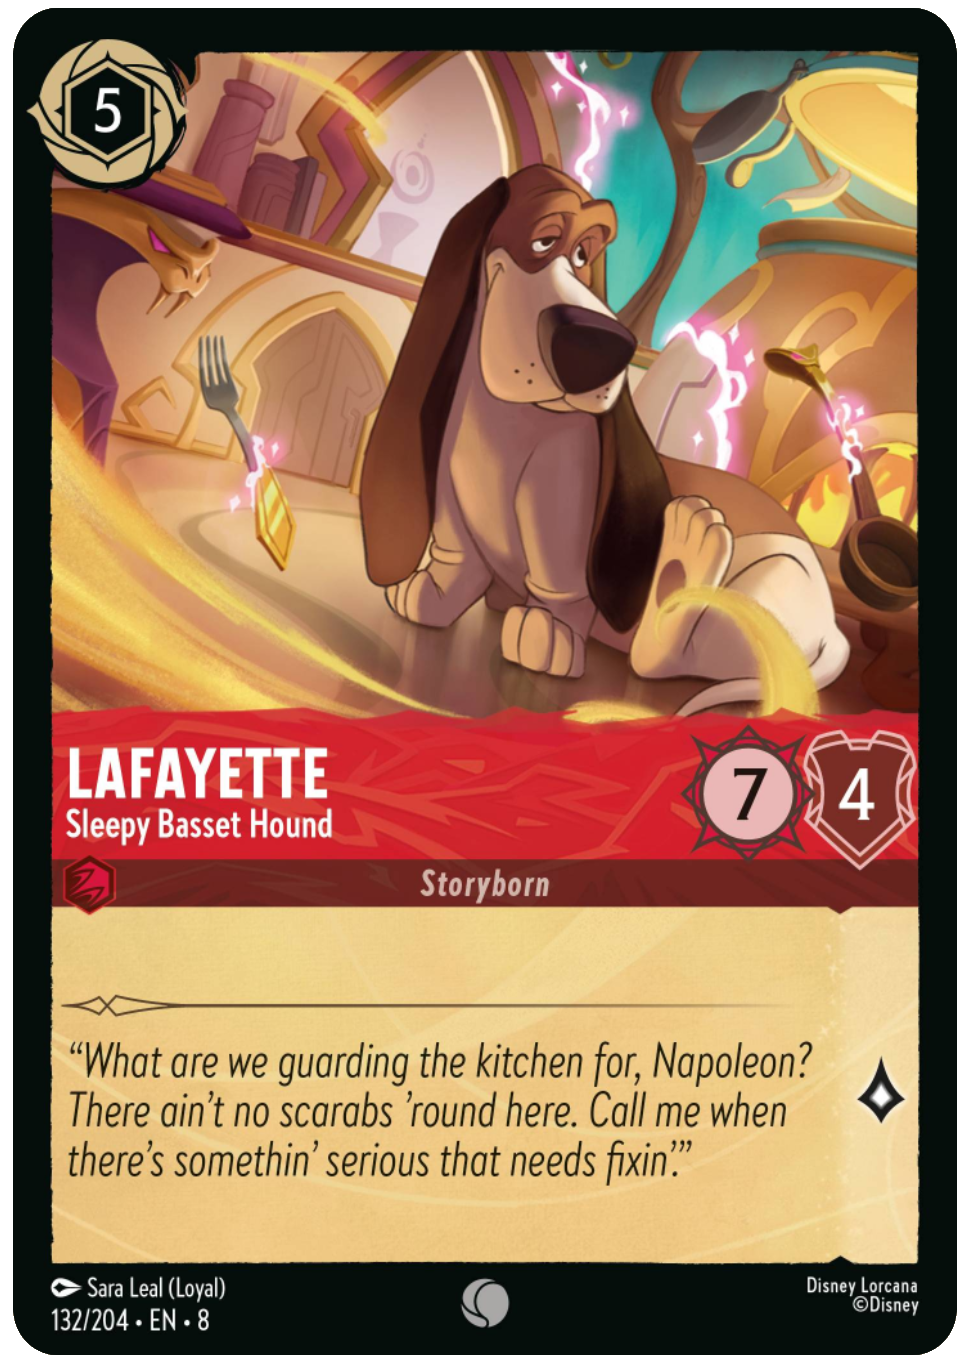 5
LAFAYETTE
Sleepy Basset Hound
7
4
Storyborn
“What are we guarding the kitchen for, Napoleon?
There ain’t no scarabs ’round here. Call me when
there’s somethin’ serious that needs fixin’.”
Sara Leal (Loyal)
Disney Lorcana
132/204 • EN • 8
©Disney